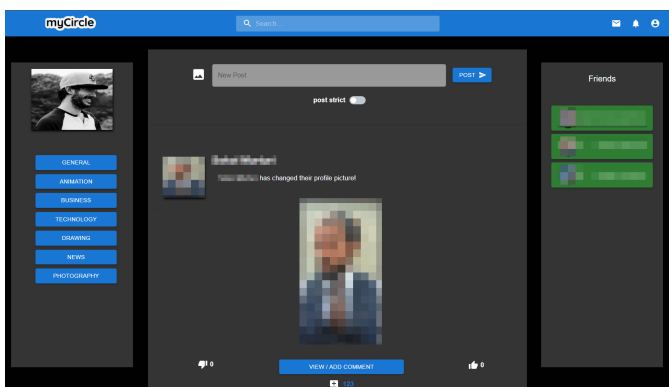 myCircle
Search...
New Post
POST
post strict
Friends
GENERAL
ANIMATION
BUSINESS
TECHNOLOGY
DRAWING
NEWS
PHOTOGRAPHY
has changed their profile picture!
0
VIEW / ADD COMMENT
0
123